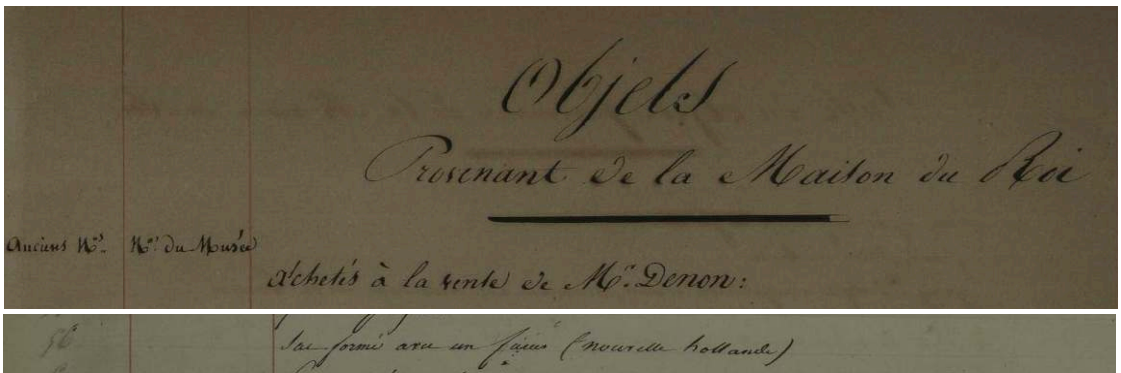 Objets
Provenant de la Maison du Roi
Anciens Nos. Nos. du Musée
achetés à la vente de Mr. Denon:
56 Sac formé avec un fucus (nouvelle hollande)